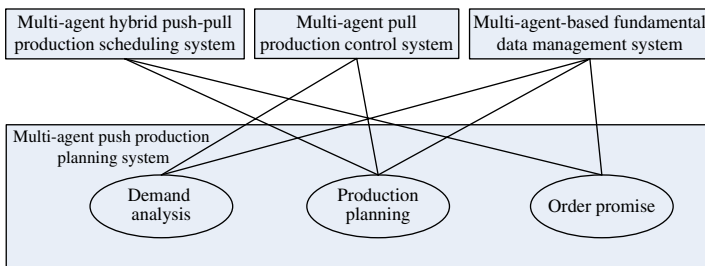 Multi-agent hybrid push-pull
production scheduling system
Multi-agent pull
production control system
Multi-agent-based fundamental
data management system
Multi-agent push production
planning system
Demand
analysis
Production
planning
Order promise